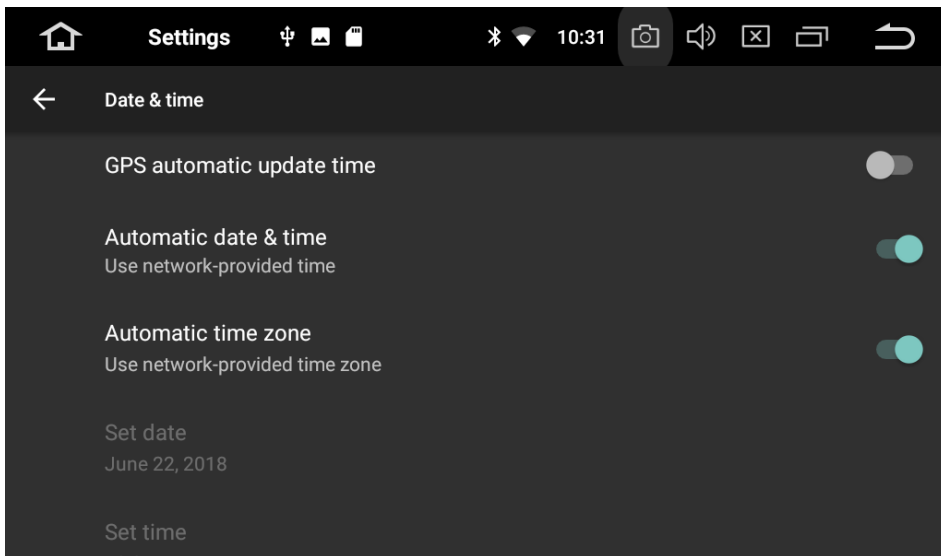 Settings 10:31
Date & time
GPS automatic update time
Automatic date & time
Use network-provided time
Automatic time zone
Use network-provided time zone
Set date
June 22, 2018
Set time